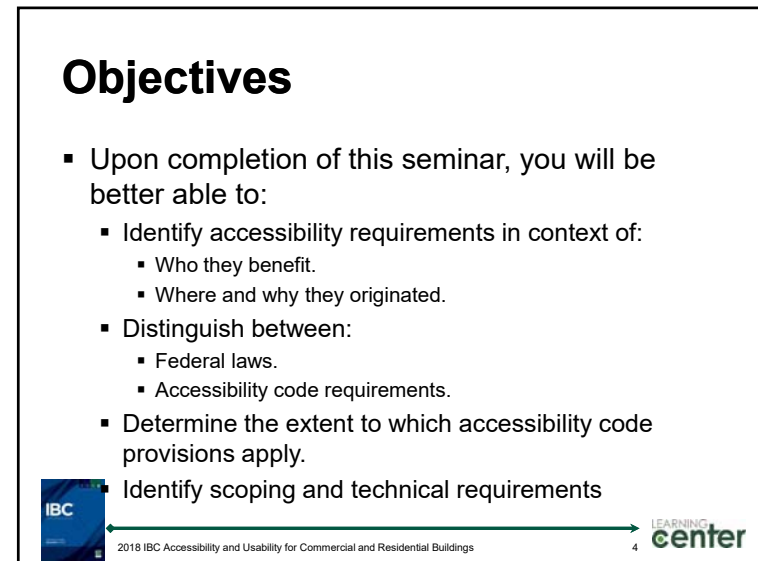 Objectives
▪ Upon completion of this seminar, you will be
better able to:
▪ Identify accessibility requirements in context of:
▪ Who they benefit.
▪ Where and why they originated.
▪ Distinguish between:
▪ Federal laws.
▪ Accessibility code requirements.
▪ Determine the extent to which accessibility code
provisions apply.
▪ Identify scoping and technical requirements
IBC
2018 IBC Accessibility and Usability for Commercial and Residential Buildings
4
LEARNING
center